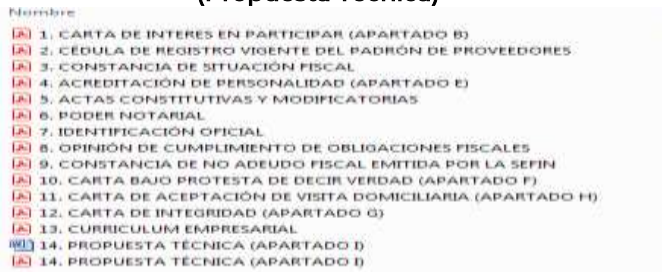 (Propuesta Técnica)
Nombre
1. CARTA DE INTERES EN PARTICIPAR (APARTADO B)
2. CÉDULA DE REGISTRO VIGENTE DEL PADRÓN DE PROVEEDORES
3. CONSTANCIA DE SITUACIÓN FISCAL
4. ACREDITACIÓN DE PERSONALIDAD (APARTADO E)
5. ACTAS CONSTITUTIVAS Y MODIFICATORIAS
6. PODER NOTARIAL
7. IDENTIFICACIÓN OFICIAL
8. OPINIÓN DE CUMPLIMIENTO DE OBLIGACIONES FISCALES
9. CONSTANCIA DE NO ADEUDO FISCAL EMITIDA POR LA SEFIN
10. CARTA BAJO PROTESTA DE DECIR VERDAD (APARTADO F)
11. CARTA DE ACEPTACIÓN DE VISITA DOMICILIARIA (APARTADO H)
12. CARTA DE INTEGRIDAD (APARTADO G)
13. CURRICULUM EMPRESARIAL
14. PROPUESTA TÉCNICA (APARTADO I)
14. PROPUESTA TÉCNICA (APARTADO I)